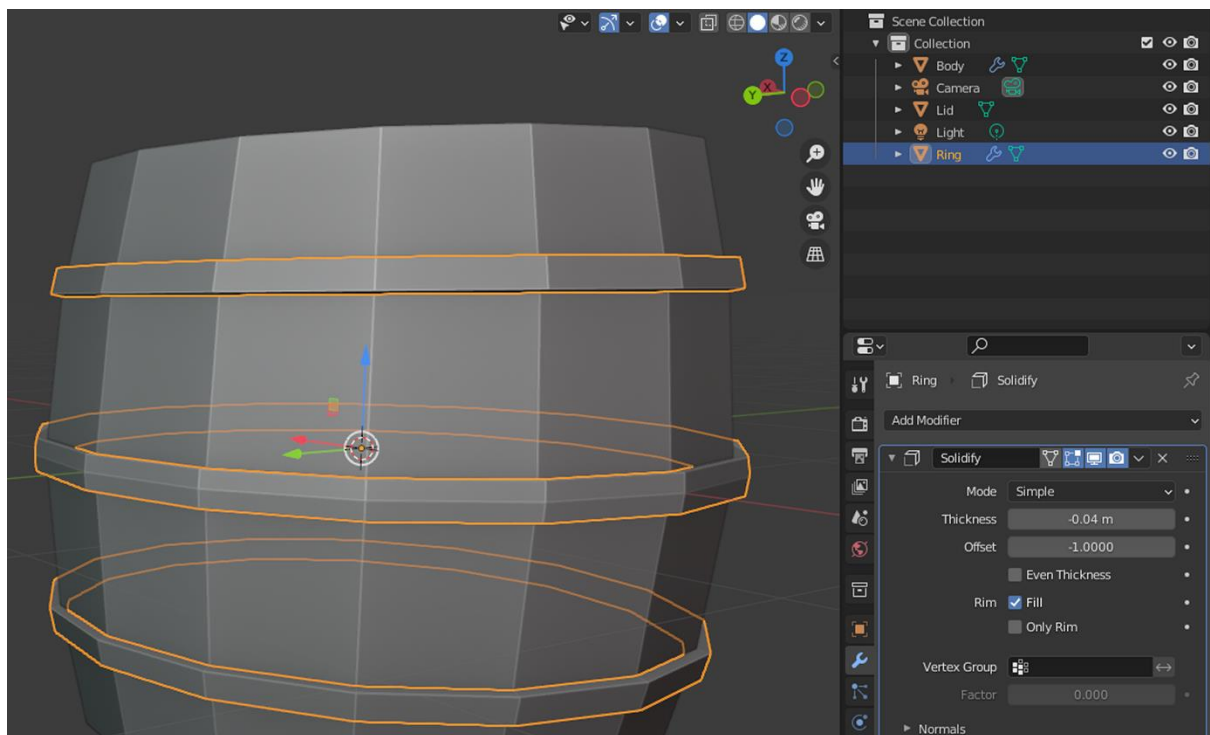 Scene Collection
Collection
Body
Camera
Lid
Light
Ring
Z
X
Y
Ring Solidify
Add Modifier
Solidify
Mode Simple
Thickness -0.04 m
Offset -1.0000
Even Thickness
Rim Fill
Only Rim
Vertex Group
Factor 0.000
Normals